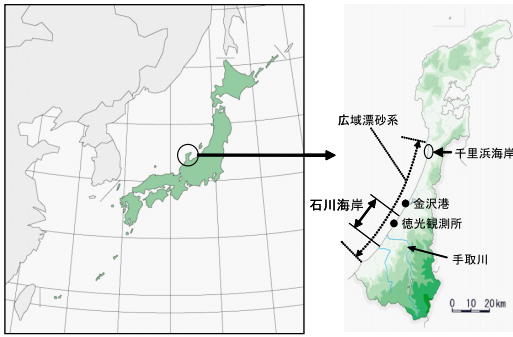 広域漂砂系
千里浜海岸
石川海岸
金沢港
徳光観測所
手取川
0 10 20km